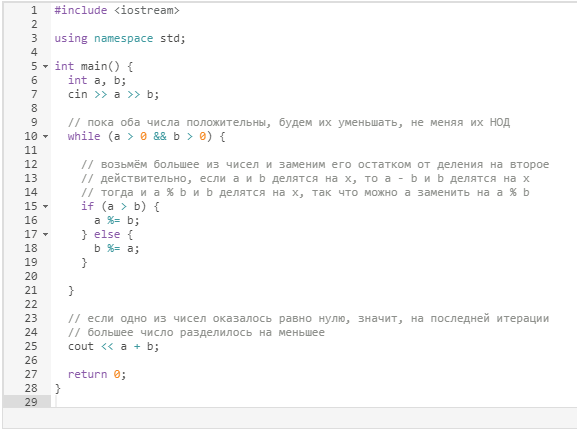 1 #include <iostream>
2
3 using namespace std;
4
5 int main() {
6 int a, b;
7 cin >> a >> b;
8
9 // пока оба числа положительны, будем их уменьшать, не меняя их НОД
10 while (a > 0 && b > 0) {
11
12 // возьмём большее из чисел и заменим его остатком от деления на второе
13 // действительно, если a и b делятся на x, то a - b и b делятся на x
14 // тогда и a % b и b делятся на x, так что можно a заменить на a % b
15 if (a > b) {
16 a %= b;
17 } else {
18 b %= a;
19 }
20
21 }
22
23 // если одно из чисел оказалось равно нулю, значит, на последней итерации
24 // большее число разделилось на меньшее
25 cout << a + b;
26
27 return 0;
28 }
29